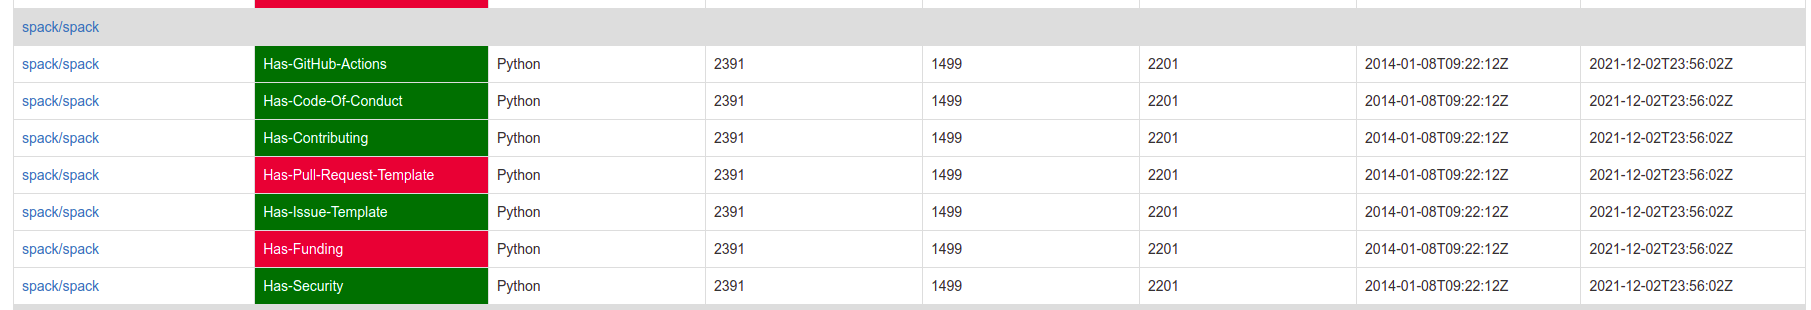 spack/spack
spack/spack Has-GitHub-Actions Python 2391 1499 2201 2014-01-08T09:22:12Z 2021-12-02T23:56:02Z
spack/spack Has-Code-Of-Conduct Python 2391 1499 2201 2014-01-08T09:22:12Z 2021-12-02T23:56:02Z
spack/spack Has-Contributing Python 2391 1499 2201 2014-01-08T09:22:12Z 2021-12-02T23:56:02Z
spack/spack Has-Pull-Request-Template Python 2391 1499 2201 2014-01-08T09:22:12Z 2021-12-02T23:56:02Z
spack/spack Has-Issue-Template Python 2391 1499 2201 2014-01-08T09:22:12Z 2021-12-02T23:56:02Z
spack/spack Has-Funding Python 2391 1499 2201 2014-01-08T09:22:12Z 2021-12-02T23:56:02Z
spack/spack Has-Security Python 2391 1499 2201 2014-01-08T09:22:12Z 2021-12-02T23:56:02Z